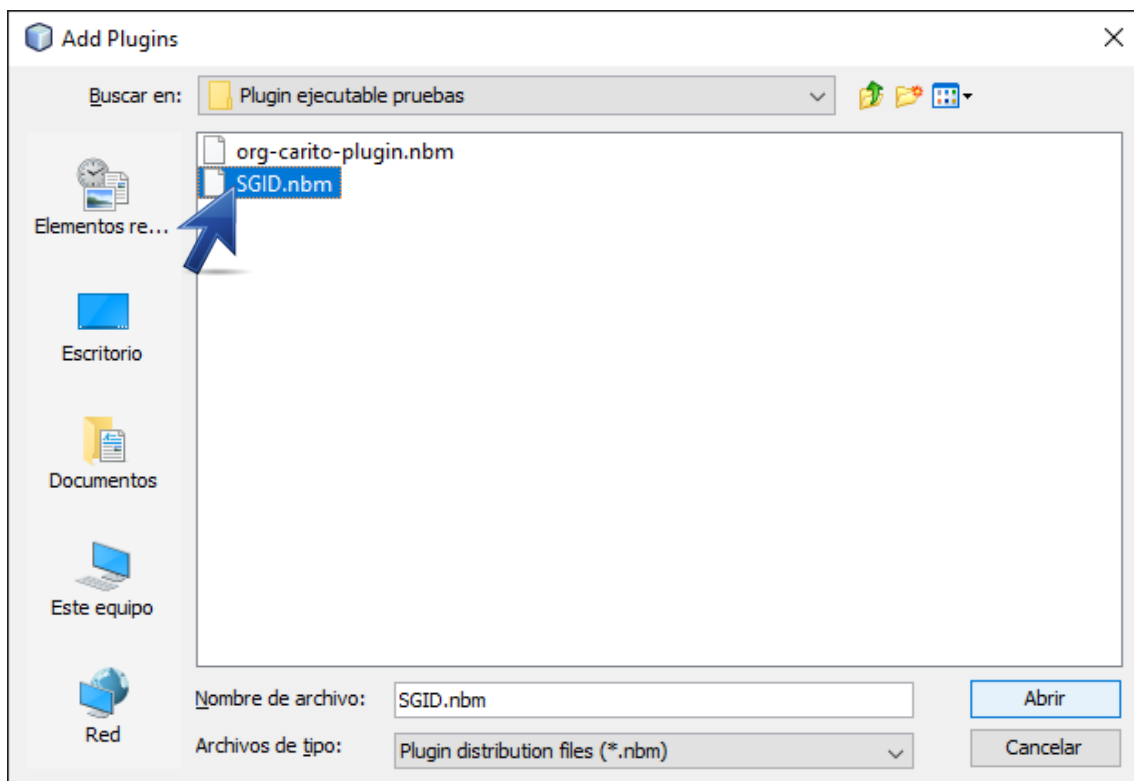 Add Plugins
Buscar en:
Plugin ejecutable pruebas
org-carito-plugin.nbm
SGID.nbm
Elementos re...
Escritorio
Documentos
Este equipo
Red
Nombre de archivo:
SGID.nbm
Abrir
Archivos de tipo:
Plugin distribution files (*.nbm)
Cancelar